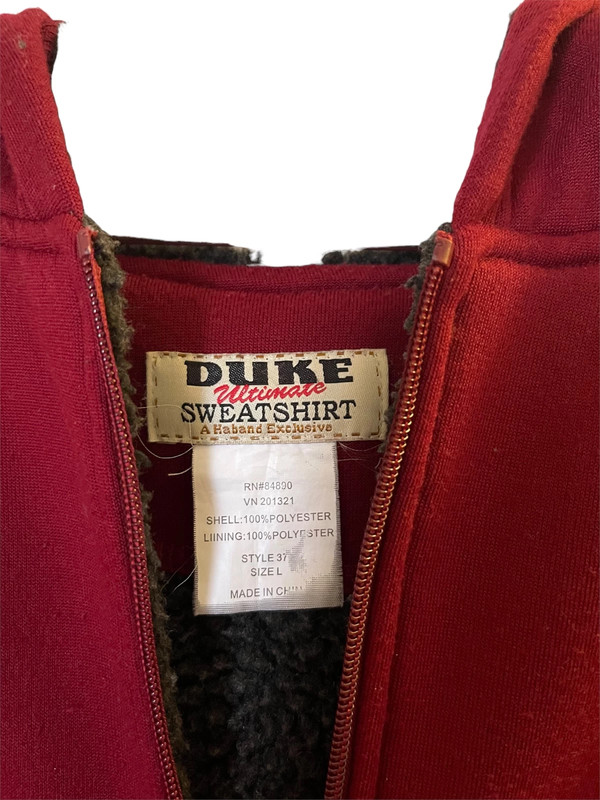 DUKE
Ultimate
SWEATSHIRT
A Haband Exclusive
RN#84890
VN 201321
SHELL:100%POLYESTER
LIINING:100%POLYESTER
STYLE 37
SIZE L
MADE IN